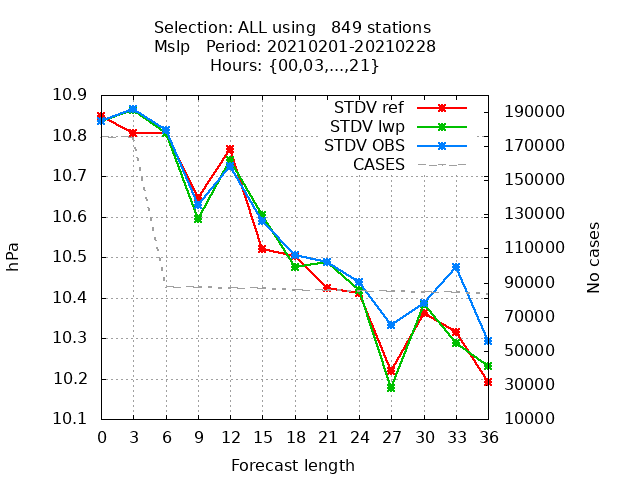 Selection: ALL using   849 stations
Mslp   Period: 20210201-20210228
Hours: {00,03,...,21}
STDV ref
STDV lwp
STDV OBS
CASES
10.9
10.8
10.7
10.6
10.5
10.4
10.3
10.2
10.1
hPa
190000
170000
150000
130000
110000
90000
70000
50000
30000
10000
No cases
0 3 6 9 12 15 18 21 24 27 30 33 36
Forecast length